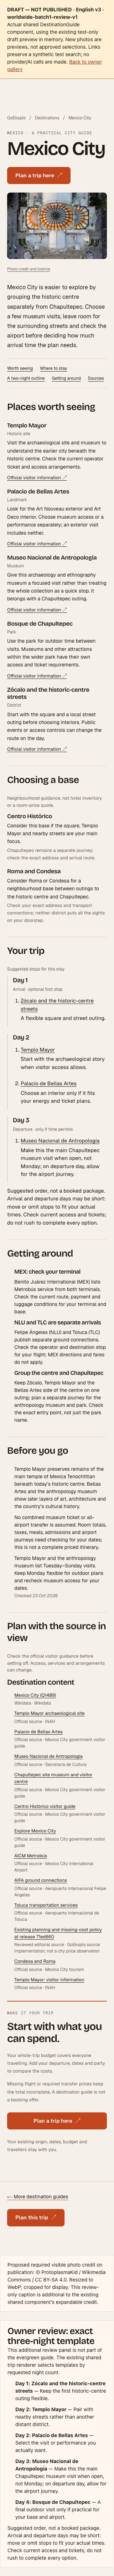 DRAFT — NOT PUBLISHED · English v3 ·
worldwide-batch1-review-v1
Actual shared DestinationGuide
component, using the existing text-only
dark treatment in memory. Photos are
previews, not approved selections. Links
preserve a synthetic search review; no
provider/AI calls are made. Back to owner
gallery
GoDsapio / Destinations / Mexico City
MEXICO · A PRACTICAL CITY GUIDE
Mexico City
Plan a trip here ↗
Photo credit and licence
Mexico City is easier to explore by
grouping the historic centre
separately from Chapultepec. Choose
a few museum visits, leave room for
the surrounding streets and check the
airport before deciding how much
arrival time the plan needs.
Worth seeing Where to stay
A two-night outline Getting around Sources
Places worth seeing
Templo Mayor
Historic site
Visit the archaeological site and museum to
understand the earlier city beneath the
historic centre. Check the current operator
ticket and access arrangements.
Official visitor information ↗
Palacio de Bellas Artes
Landmark
Look for the Art Nouveau exterior and Art
Deco interior. Choose museum access or a
performance separately; an exterior visit
includes neither.
Official visitor information ↗
Museo Nacional de Antropología
Museum
Give this archaeology and ethnography
museum a focused visit rather than treating
the whole collection as a quick stop. It
belongs with a Chapultepec outing.
Official visitor information ↗
Bosque de Chapultepec
Park
Use the park for outdoor time between
visits. Museums and other attractions
within the wider park have their own
access and ticket requirements.
Official visitor information ↗
Zócalo and the historic-centre
streets
District
Start with the square and a local street
outing before choosing interiors. Public
events or access controls can change the
route on the day.
Official visitor information ↗
Choosing a base
Neighbourhood guidance, not hotel inventory
or a room-price quote.
Centro Histórico
Consider this base if the square, Templo
Mayor and nearby streets are your main
focus.
Chapultepec remains a separate journey;
check the exact address and arrival route.
Roma and Condesa
Consider Roma or Condesa for a
neighbourhood base between outings to
the historic centre and Chapultepec.
Check your exact address and transport
connections; neither district puts all the sights
on your doorstep.
Your trip
Suggested stops for this stay
Day 1
Arrival · optional first stop
1. Zócalo and the historic-centre
streets
A flexible square and street outing.
Day 2
1. Templo Mayor
Start with the archaeological story
when visitor access allows.
2. Palacio de Bellas Artes
Choose an interior only if it fits
your energy and ticket plans.
Day 3
Departure · only if time permits
1. Museo Nacional de Antropología
Make this the main Chapultepec
museum visit when open, not
Monday; on departure day, allow
for the airport journey.
Suggested order, not a booked package.
Arrival and departure days may be short:
move or omit stops to fit your actual
times. Check current access and tickets;
do not rush to complete every option.
Getting around
MEX: check your terminal
Benito Juárez International (MEX) lists
Metrobús service from both terminals.
Check the current route, payment and
luggage conditions for your terminal and
base.
NLU and TLC are separate arrivals
Felipe Ángeles (NLU) and Toluca (TLC)
publish separate ground connections.
Check the operator and destination stop
for your flight; MEX directions and fares
do not apply.
Group the centre and Chapultepec
Keep Zócalo, Templo Mayor and the
Bellas Artes side of the centre on one
outing; plan a separate journey for the
anthropology museum and park. Check
the exact entry point, not just the park
name.
Before you go
Templo Mayor preserves remains of the
main temple of Mexica Tenochtitlan
beneath today's historic centre. Bellas
Artes and the anthropology museum
show later layers of art, architecture and
the country's cultural history.
No combined museum ticket or all-
airport transfer is assumed. Room totals,
taxes, meals, admissions and airport
journeys need checking for your dates;
this is not a complete bundled itinerary.
Templo Mayor and the anthropology
museum list Tuesday–Sunday visits.
Keep Monday flexible for outdoor plans
and recheck museum access for your
dates.
Checked 23 Oct 2026
Plan with the source in
view
Check the official visitor guidance before
setting off. Access, services and arrangements
can change.
Destination content
Mexico City (Q1489)
Wikidata · Wikidata
Templo Mayor archaeological site
Official source · INAH
Palacio de Bellas Artes
Official source · Mexico City government visitor
guide
Museo Nacional de Antropología
Official source · Secretaría de Cultura
Chapultepec site museum and visitor
centre
Official source · Mexico City government visitor
guide
Centro Histórico visitor guide
Official source · Mexico City government visitor
guide
Explore Mexico City
Official source · Mexico City government visitor
guide
AICM Metrobús
Official source · Mexico City International
Airport
AIFA ground connections
Official source · Aeropuerto Internacional Felipe
Ángeles
Toluca transportation services
Official source · Aeropuerto Internacional de
Toluca
Condesa and Roma
Official source · Mexico City tourism
Templo Mayor: visitor information
Official source · INAH
MAKE IT YOUR TRIP
Start with what you
can spend.
Your whole-trip budget covers everyone
travelling. Add your departure, dates and party
to compare the costs.
Missing flight or required transfer prices keep
the total incomplete. A destination guide is not
a booking offer.
Plan a trip here ↗
Your existing origin, dates, budget and
travellers stay with you.
← More destination guides
Plan this trip ↗
Proposed required visible photo credit on
publication: © ProtoplasmaKid / Wikimedia
Commons / CC BY-SA 4.0. Resized to
WebP; cropped for display. This review-
only caption is additional to the existing
shared component's expandable credit.
Owner review: exact
three-night template
This additional review panel is not part of
the evergreen guide. The existing shared
trip renderer selects templates by
requested night count.
Day 1: Zócalo and the historic-centre
streets — Keep the first historic-centre
outing flexible.
Day 2: Templo Mayor — Pair with
nearby streets rather than another
distant district.
Day 2: Palacio de Bellas Artes —
Select the visit or performance you
actually want.
Day 3: Museo Nacional de
Antropología — Make this the main
Chapultepec museum visit when open,
not Monday; on departure day, allow
for the airport journey.
Day 4: Bosque de Chapultepec — A
final outdoor visit only if practical for
your base and airport.
Suggested order, not a booked package.
Arrival and departure days may be short:
move or omit stops to fit your actual times.
Check current access and tickets; do not
rush to complete every option.